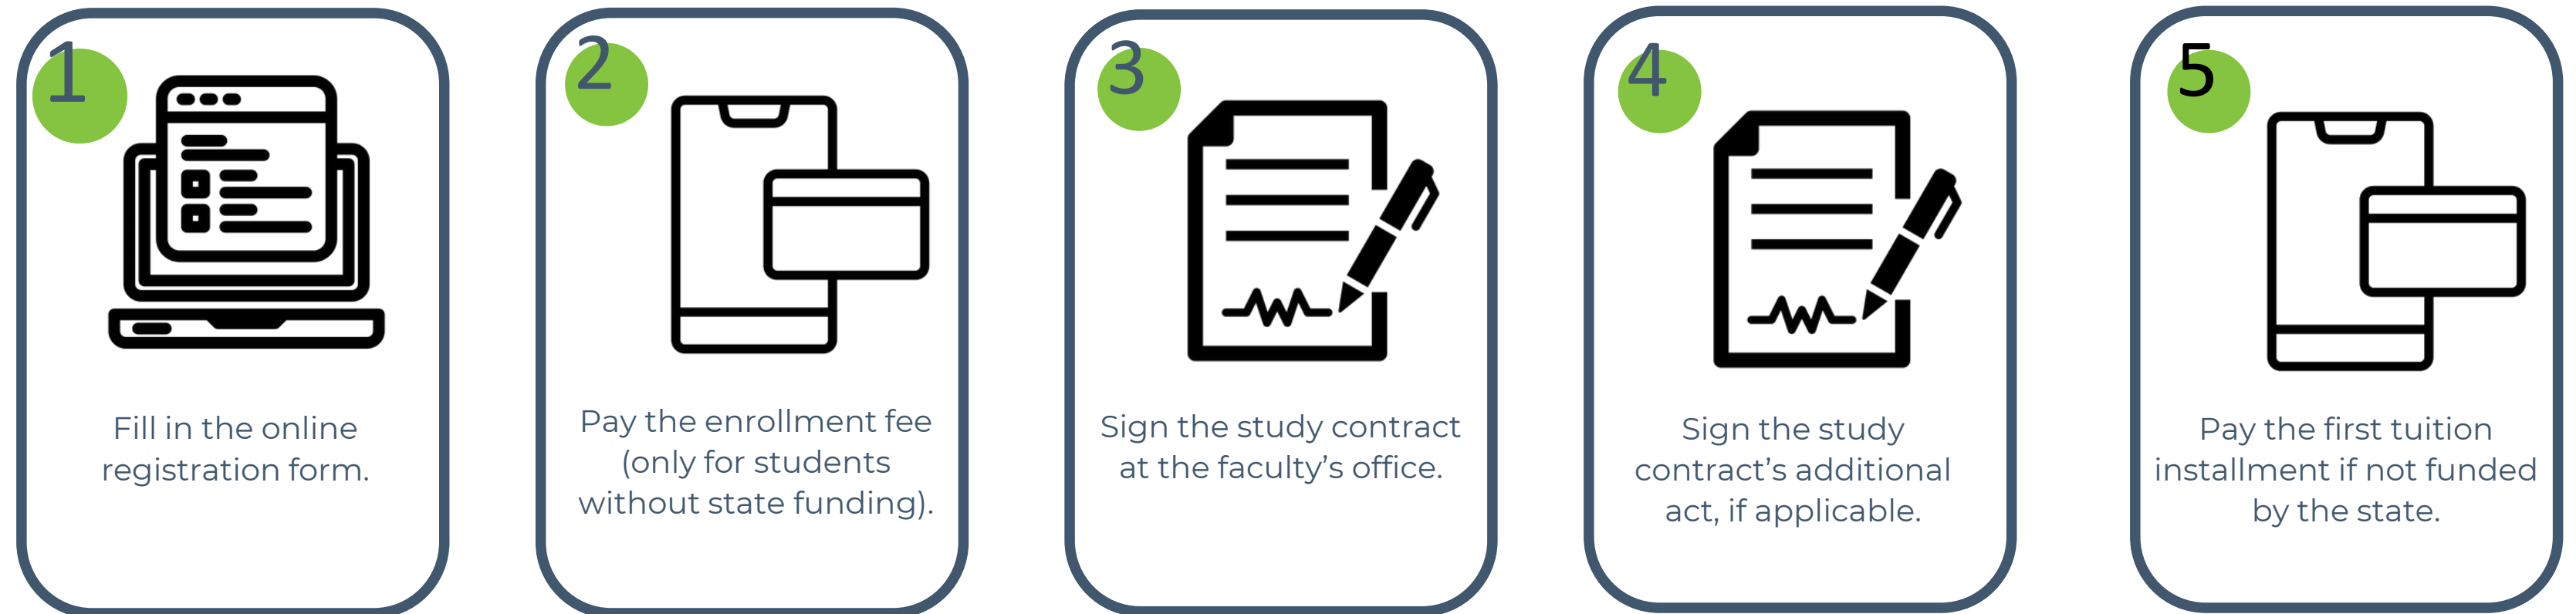 1
Fill in the online
registration form.
2
Pay the enrollment fee
(only for students
without state funding).
3
Sign the study contract
at the faculty’s office.
4
Sign the study
contract’s additional
act, if applicable.
5
Pay the first tuition
installment if not funded
by the state.